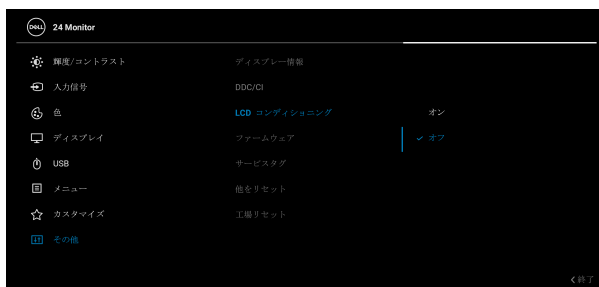 DELL 24 Monitor
輝度/コントラスト
入力信号
色
ディスプレイ
USB
メニュー
カスタマイズ
その他
ディスプレー情報
DDC/CI
LCD コンディショニング
ファームウェア
サービスタグ
他をリセット
工場リセット
オン
オフ
終了